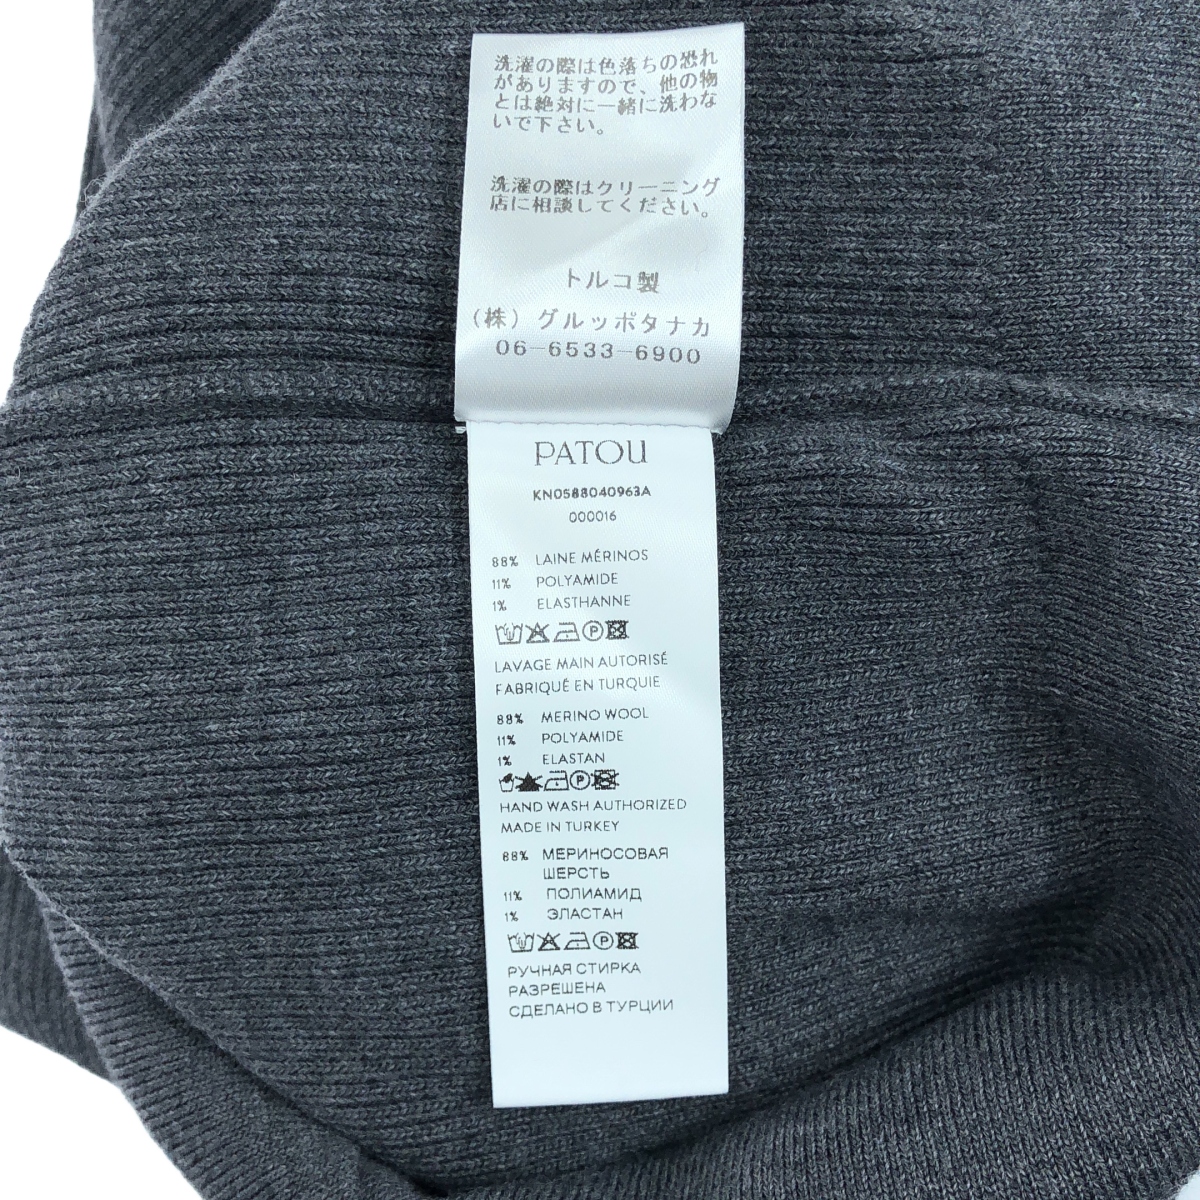 洗濯の際は色落ちの恐れ
がありますので、他の物
とは絶対に一緒に洗わな
いで下さい。
洗濯の際はクリーニング
店に相談してください。
トルコ製
(株)グルッポタナカ
06-6533-6900
PATOU
KN0588040963A
000016
88% LAINE MÉRINOS
11% POLYAMIDE
1% ELASTHANNE
P
LAVAGE MAIN AUTORISÉ
FABRIQUÉ EN TURQUIE
88% MERINO WOOL
11% POLYAMIDE
1% ELASTAN
P
HAND WASH AUTHORIZED
MADE IN TURKEY
88% МЕРИНОСОВАЯ
ШЕРСТЬ
11% ПОЛИАМИД
1% ЭЛАСТАН
P
РУЧНАЯ СТИРКА
РАЗРЕШЕНА
СДЕЛАНО В ТУРЦИИ